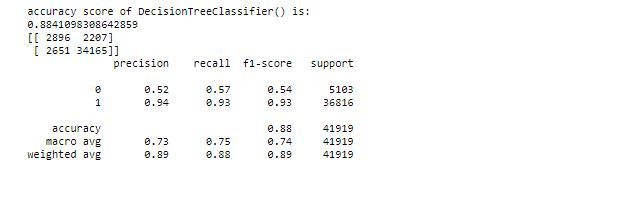 accuracy score of DecisionTreeClassifier() is:
0.8841098308642859
[[ 2896  2207]
 [ 2651 34165]]
              precision    recall  f1-score   support

           0       0.52      0.57      0.54      5103
           1       0.94      0.93      0.93     36816

    accuracy                           0.88     41919
   macro avg       0.73      0.75      0.74     41919
weighted avg       0.89      0.88      0.89     41919